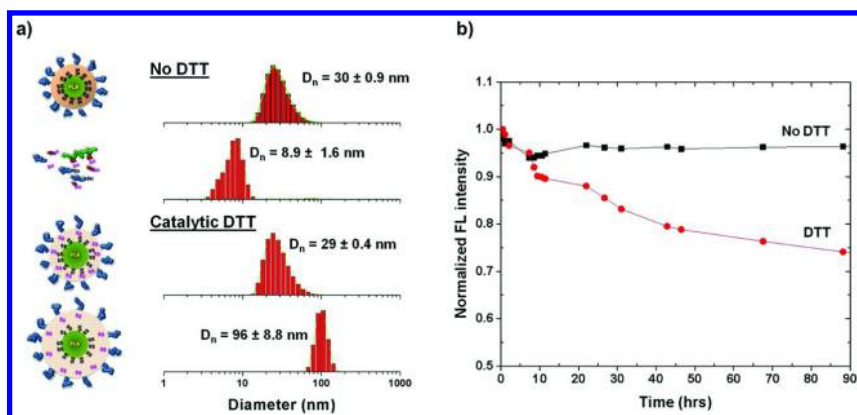 a)
No DTT
PLA
Dn = 30 ± 0.9 nm
Dn = 8.9 ± 1.6 nm
Catalytic DTT
PLA
Dn = 29 ± 0.4 nm
PLA
Dn = 96 ± 8.8 nm
1
10
100
1000
Diameter (nm)
b)
Normalized FL intensity
1.1
1.0
0.9
0.8
0.7
0.6
0.5
No DTT
DTT
0
10
20
30
40
50
60
70
80
90
Time (hrs)